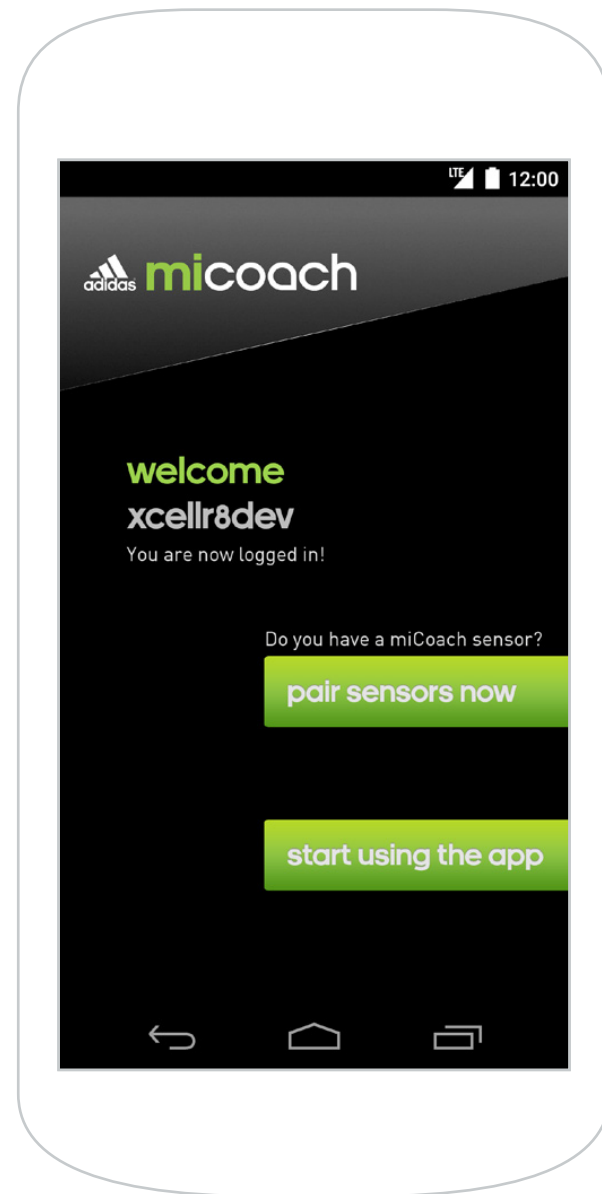 LTE 12:00
adidas micoach
welcome
xcellr8dev
You are now logged in!
Do you have a miCoach sensor?
pair sensors now
start using the app